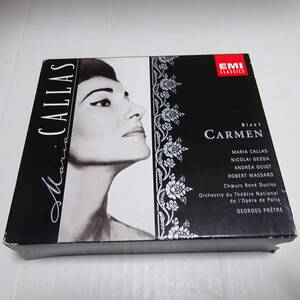 Maria CALLAS
EMI
CLASSICS
Bizet
CARMEN
MARIA CALLAS
NICOLAI GEDDA
ANDRÉA GUIOT
ROBERT MASSARD
Chœurs René Duclos
Orchestre du Théâtre National
de l'Opéra de Paris
GEORGES PRÊTRE